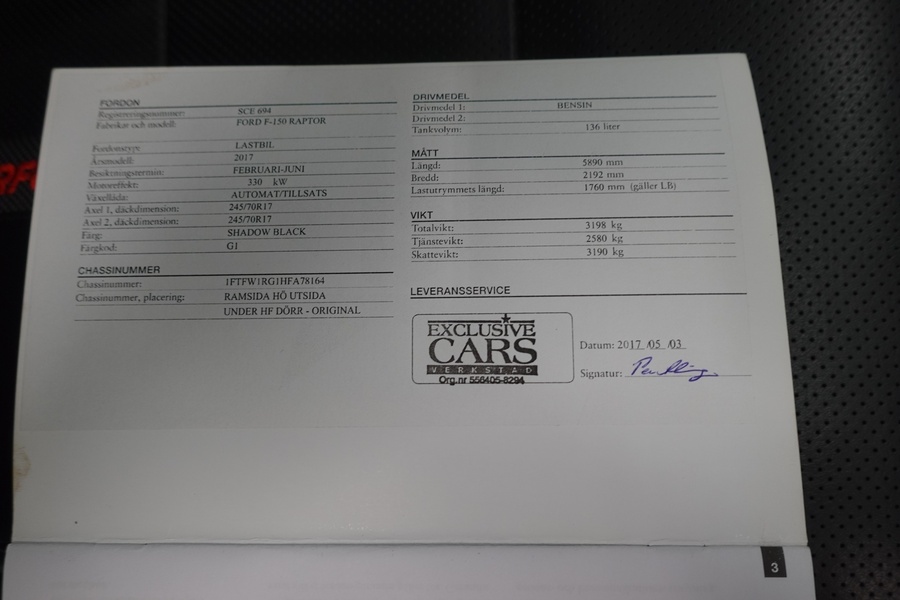 FORDON
Registreringsnummer: SCE 694
Fabrikat och modell: FORD F-150 RAPTOR
Fordonstyp: LASTBIL
Årsmodell: 2017
Besiktningstermin: FEBRUARI-JUNI
Motoreffekt: 330 kW
Växellåda: AUTOMAT/TILLSATS
Axel 1, däckdimension: 245/70R17
Axel 2, däckdimension: 245/70R17
Färg: SHADOW BLACK
Färgkod: G1
CHASSINUMMER
Chassinummer: 1FTFW1RG1HFA78164
Chassinummer, placering: RAMSIDA HÖ UTSIDA
UNDER HF DÖRR - ORIGINAL
DRIVMEDEL
Drivmedel 1: BENSIN
Drivmedel 2:
Tankvolym: 136 liter
MÅTT
Längd: 5890 mm
Bredd: 2192 mm
Lastutrymmets längd: 1760 mm (gäller LB)
VIKT
Totalvikt: 3198 kg
Tjänstevikt: 2580 kg
Skattevikt: 3190 kg
LEVERANSSERVICE
EXCLUSIVE
CARS
VERKSTAD
Org.nr 556405-8294
Datum: 2017 /05 /03
Signatur:
3